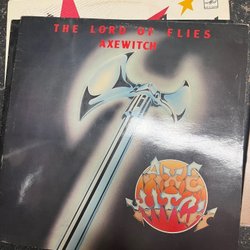 THE LORD OF FLIES
AXEWITCH
AXE
WITCH